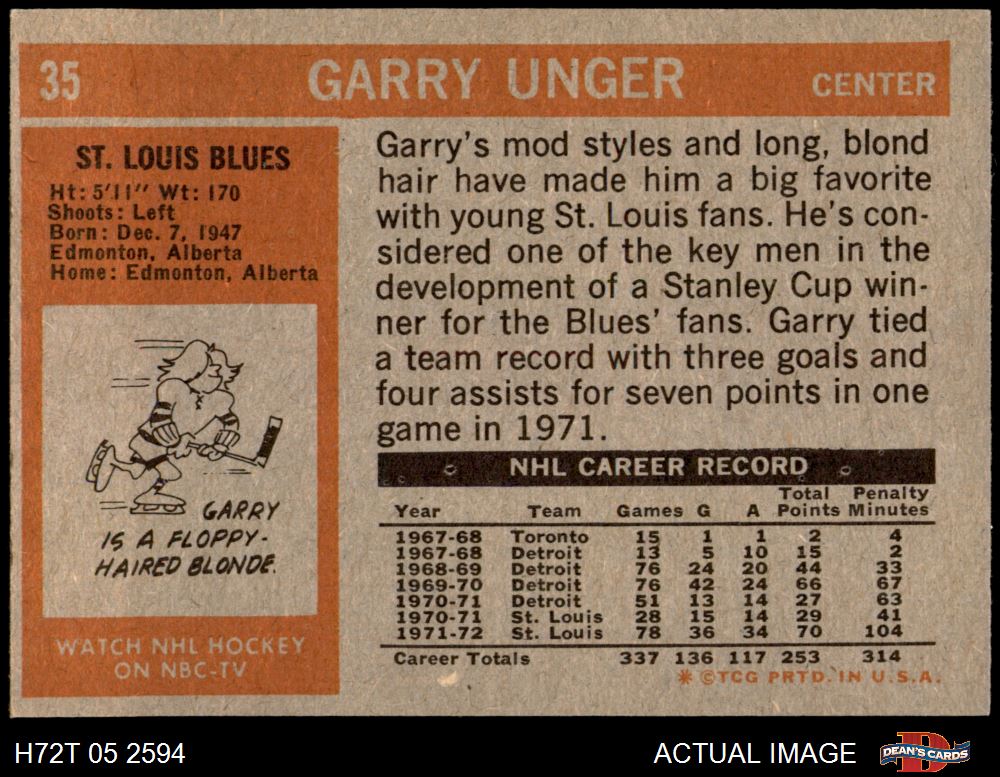 35 GARRY UNGER CENTER
ST. LOUIS BLUES
Ht: 5'11" Wt: 170
Shoots: Left
Born: Dec. 7, 1947
Edmonton, Alberta
Home: Edmonton, Alberta
GARRY
IS A FLOPPY-
HAIRED BLONDE.
WATCH NHL HOCKEY
ON NBC-TV
Garry's mod styles and long, blond
hair have made him a big favorite
with young St. Louis fans. He's con-
sidered one of the key men in the
development of a Stanley Cup win-
ner for the Blues' fans. Garry tied
a team record with three goals and
four assists for seven points in one
game in 1971.
NHL CAREER RECORD
Total Penalty
Year Team Games G A Points Minutes
1967-68 Toronto 15 1 1 2 4
1967-68 Detroit 13 5 10 15 2
1968-69 Detroit 76 24 20 44 33
1969-70 Detroit 76 42 24 66 67
1970-71 Detroit 51 13 14 27 63
1970-71 St. Louis 28 15 14 29 41
1971-72 St. Louis 78 36 34 70 104
Career Totals 337 136 117 253 314
* ©TCG PRTD. IN U.S.A.
H72T 05 2594 ACTUAL IMAGE DEAN'S CARDS